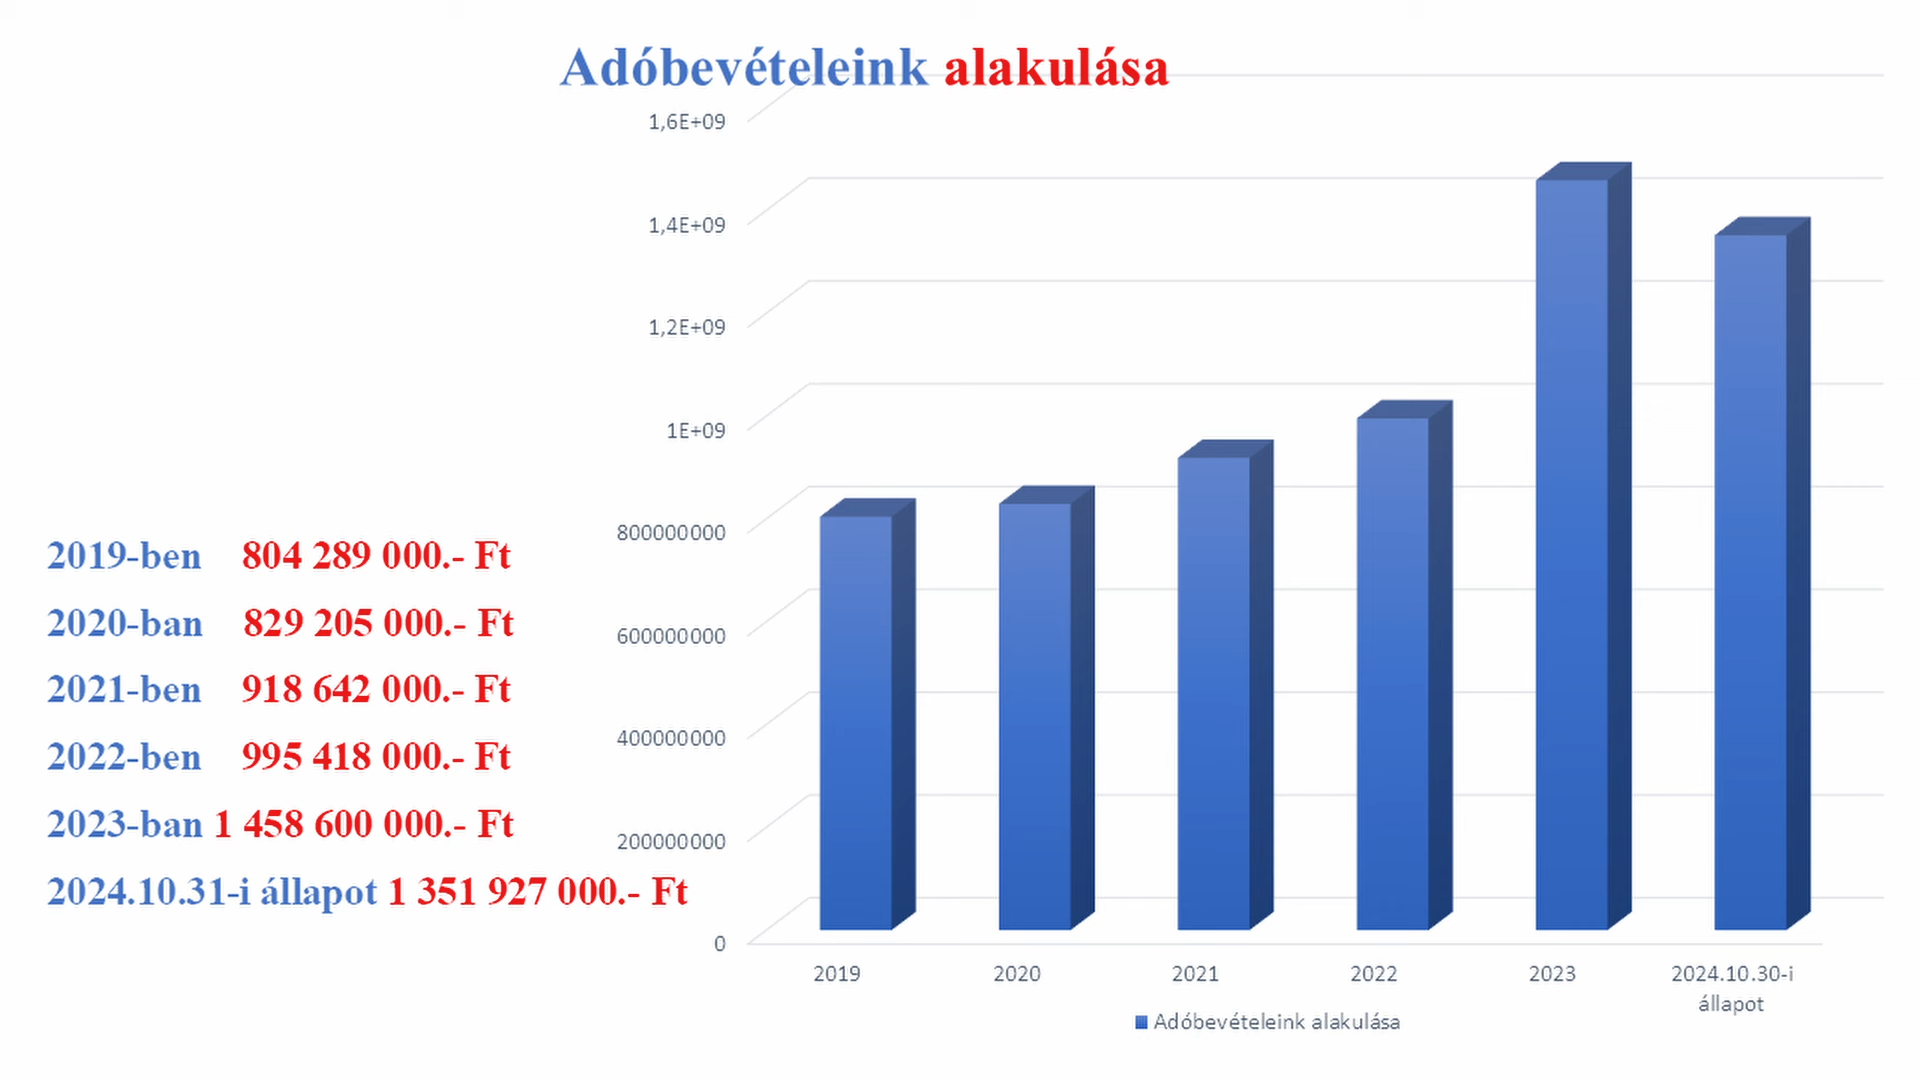 Adóbevételeink alakulása
2019-ben 804 289 000.- Ft
2020-ban 829 205 000.- Ft
2021-ben 918 642 000.- Ft
2022-ben 995 418 000.- Ft
2023-ban 1 458 600 000.- Ft
2024.10.31-i állapot 1 351 927 000.- Ft
1,6E+09
1,4E+09
1,2E+09
1E+09
800000000
600000000
400000000
200000000
0
2019 2020 2021 2022 2023 2024.10.30-i
állapot
Adóbevételeink alakulása